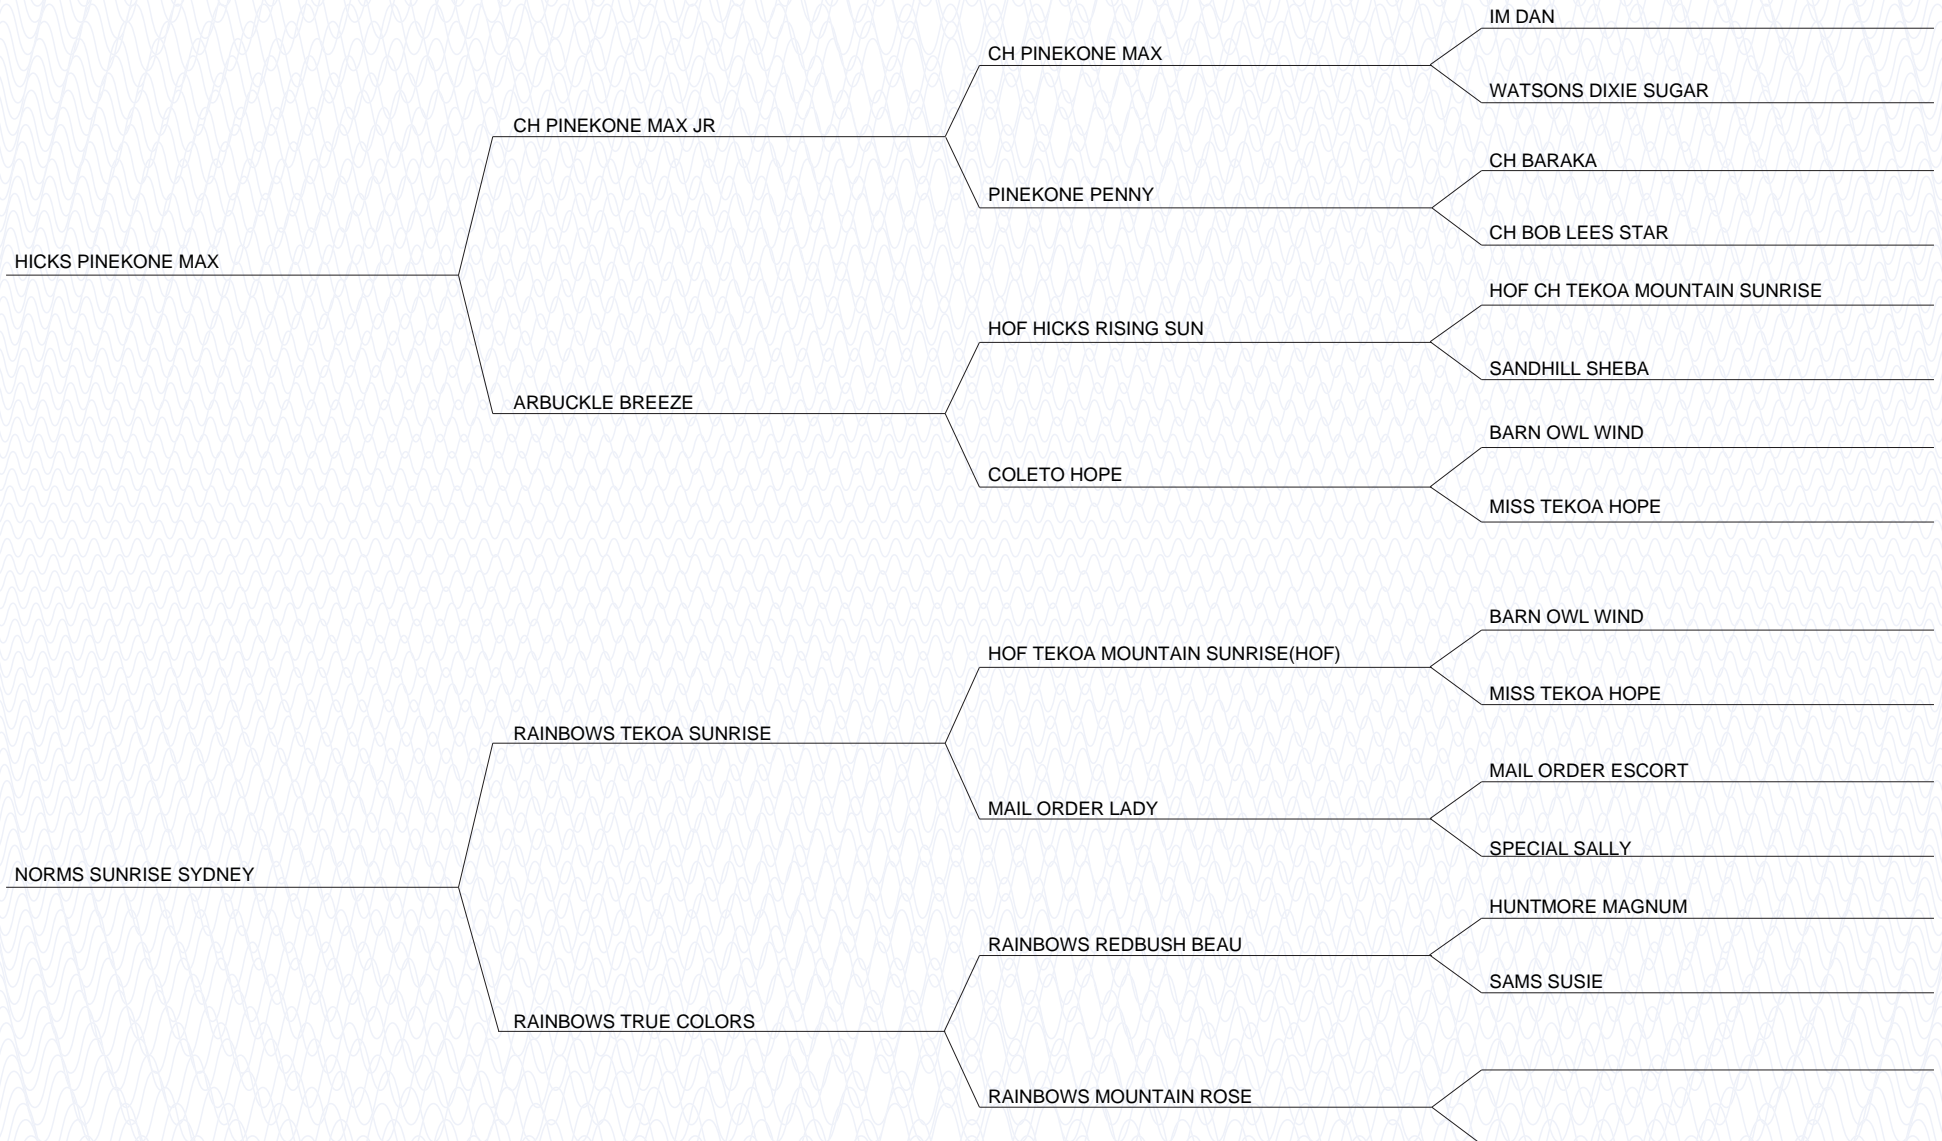 IM DAN
CH PINEKONE MAX
WATSONS DIXIE SUGAR
CH PINEKONE MAX JR
CH BARAKA
PINEKONE PENNY
CH BOB LEES STAR
HICKS PINEKONE MAX
HOF CH TEKOA MOUNTAIN SUNRISE
HOF HICKS RISING SUN
SANDHILL SHEBA
ARBUCKLE BREEZE
BARN OWL WIND
COLETO HOPE
MISS TEKOA HOPE
BARN OWL WIND
HOF TEKOA MOUNTAIN SUNRISE(HOF)
MISS TEKOA HOPE
RAINBOWS TEKOA SUNRISE
MAIL ORDER ESCORT
MAIL ORDER LADY
SPECIAL SALLY
NORMS SUNRISE SYDNEY
HUNTMORE MAGNUM
RAINBOWS REDBUSH BEAU
SAMS SUSIE
RAINBOWS TRUE COLORS
RAINBOWS MOUNTAIN ROSE